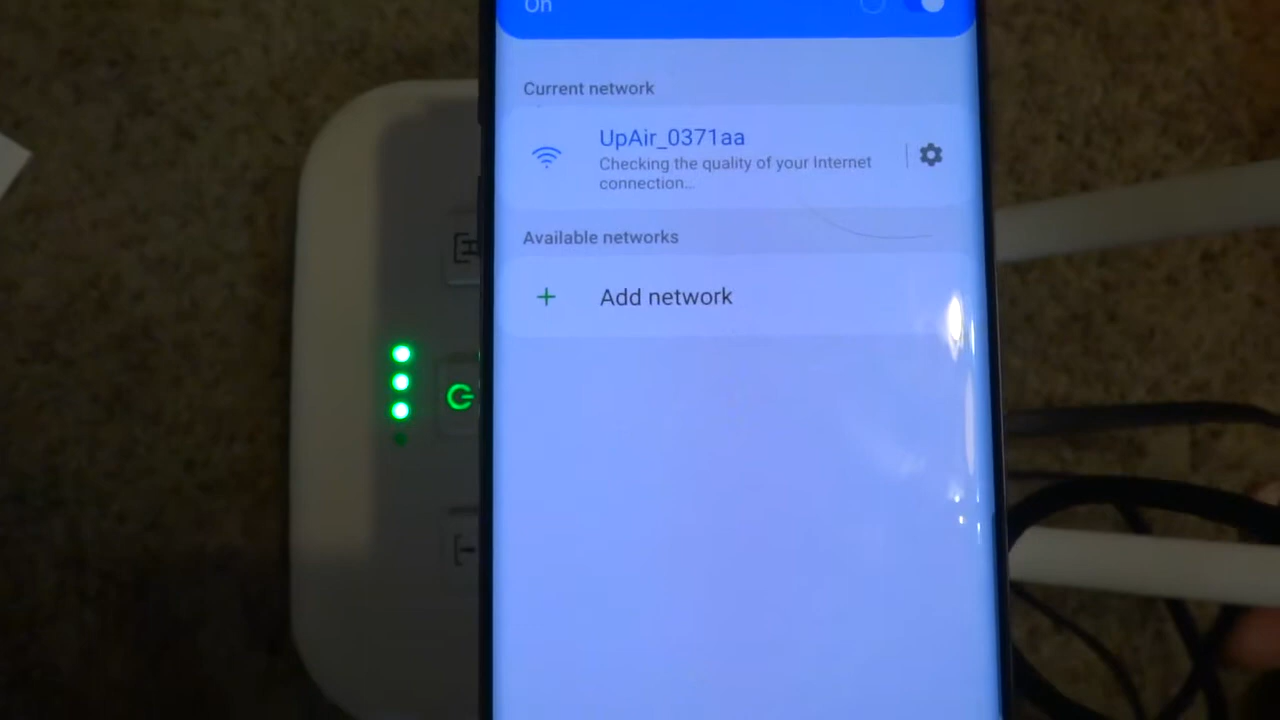 On
Current network
UpAir_0371aa
Checking the quality of your Internet
connection...
Available networks
+ Add network